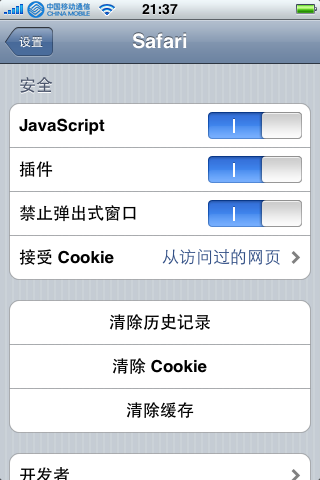 中国移动通信
CHINA MOBILE
21:37
设置
Safari
安全
JavaScript
插件
禁止弹出式窗口
接受 Cookie
从访问过的网页
清除历史记录
清除 Cookie
清除缓存
开发者